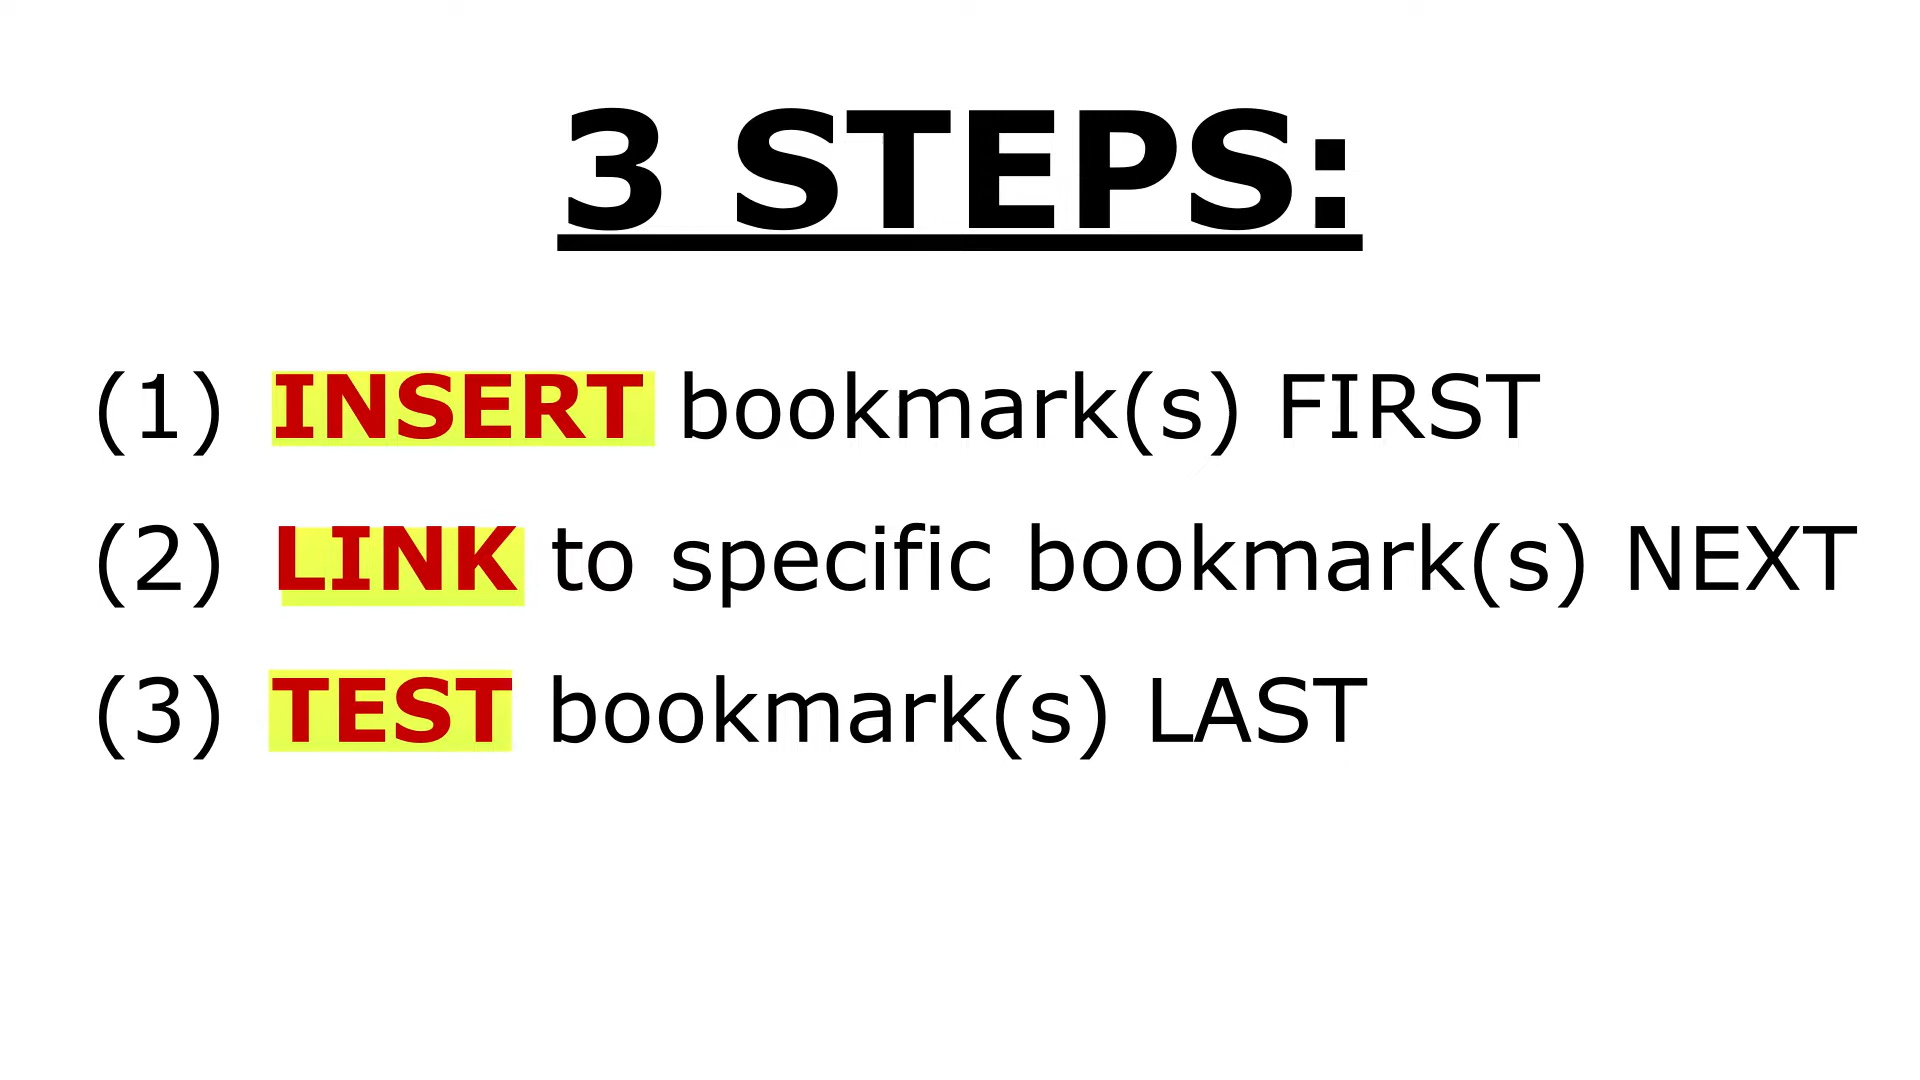 3 STEPS:
(1) INSERT bookmark(s) FIRST
(2) LINK to specific bookmark(s) NEXT
(3) TEST bookmark(s) LAST